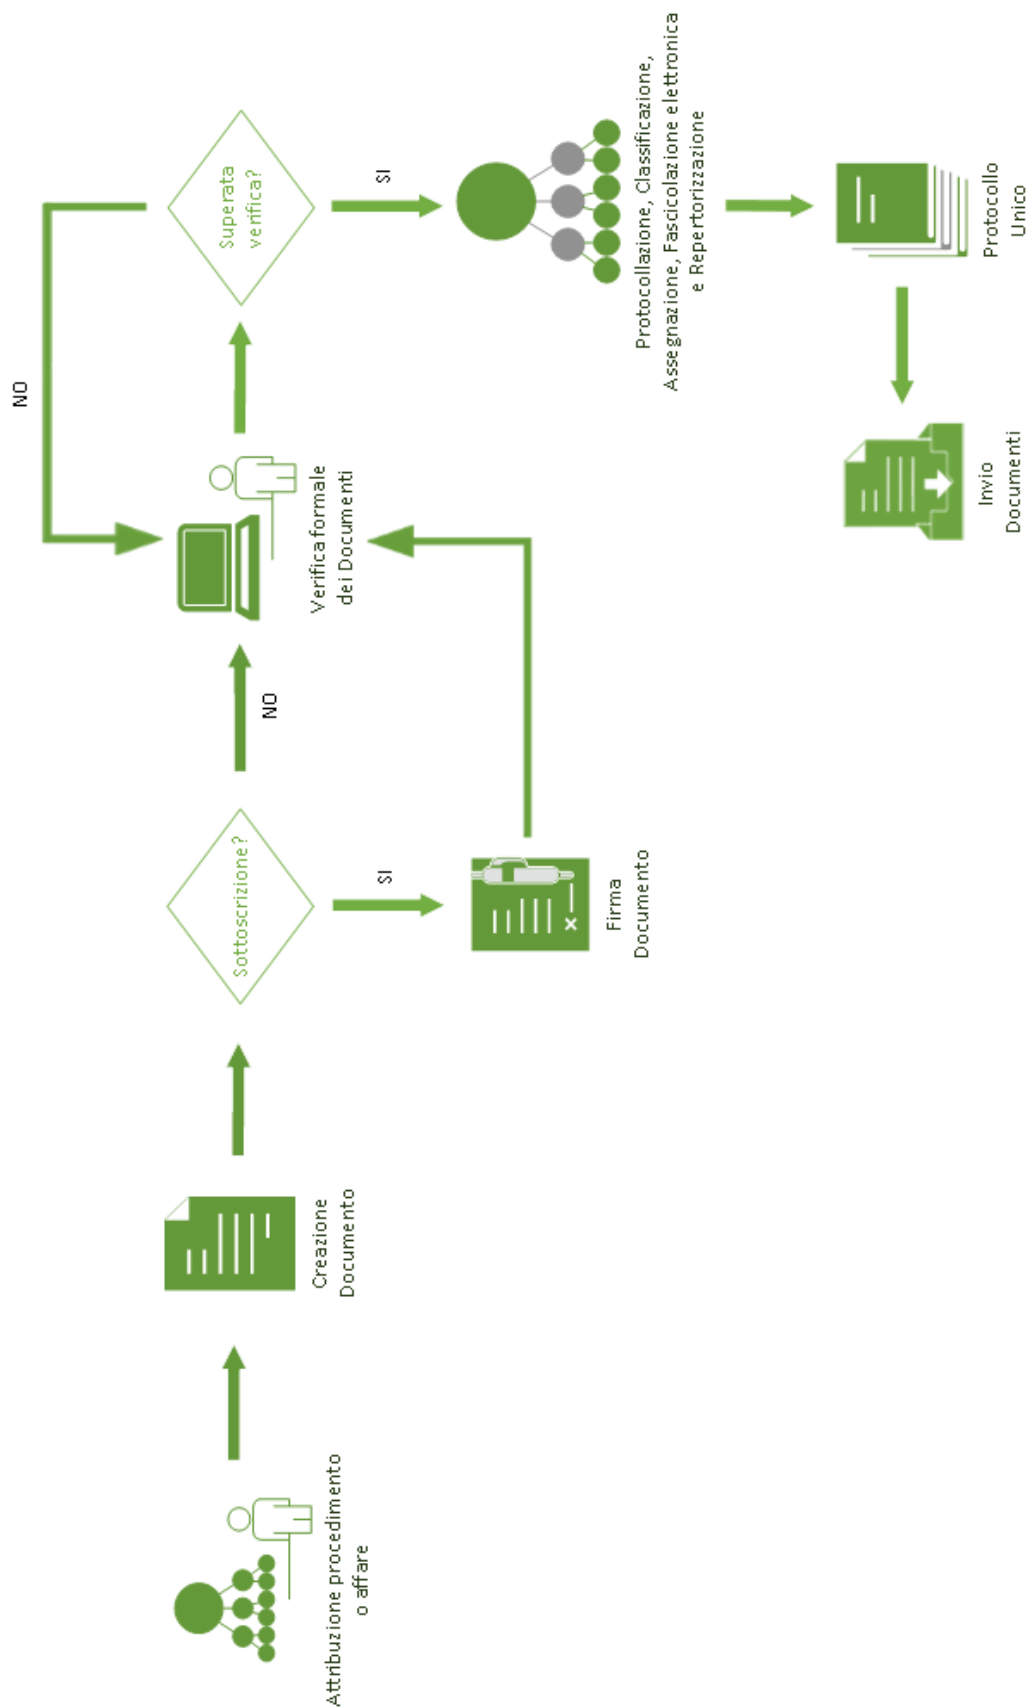 NO
Attribuzione procedimento
o affare
Creazione
Documento
Sottoscrizione?
NO
SI
Firma
Documento
Verifica formale
dei Documenti
Superata
verifica?
SI
Protocollazione, Classificazione,
Assegnazione, Fascicolazione elettronica
e Repertorizzazione
Protocollo
Unico
Invio
Documenti